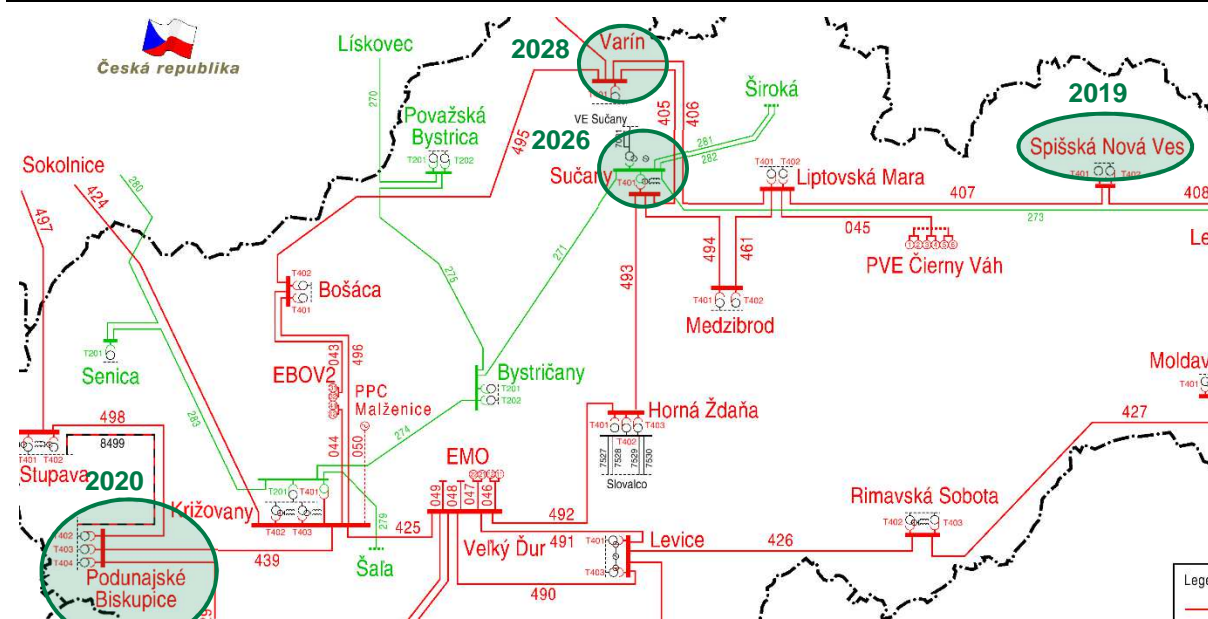 Česká republika
Lískovec
2028
Varín
T401
270
495
405
406
VE Sučany
Široká
2019
Považská
Bystrica
T201
T202
2026
281
282
Spišská Nová Ves
T401
T402
Sokolnice
424
280
497
Sučany
T401
T401
T402
Liptovská Mara
407
408
273
045
271
275
494
461
493
Le
PVE Čierny Váh
T402
Bošáca
T401
T401
T402
Medzibrod
T201
Senica
043
496
EBOV2
PPC
Malženice
Bystričany
T201
T202
Moldav
T401
283
498
8499
044
050
274
Horná Ždaňa
T401
T403
T402
427
T401
T402
Stupava
7527
7528
7529
7530
Slovalco
EMO
2020
T201
T401
Križovany
T402
T403
279
049
048
047
046
492
Rimavská Sobota
T402
T403
T402
T403
T404
425
439
Šaľa
Veľký Ďur
491
T401
Levice
426
T403
490
Podunajské
Biskupice
Lege